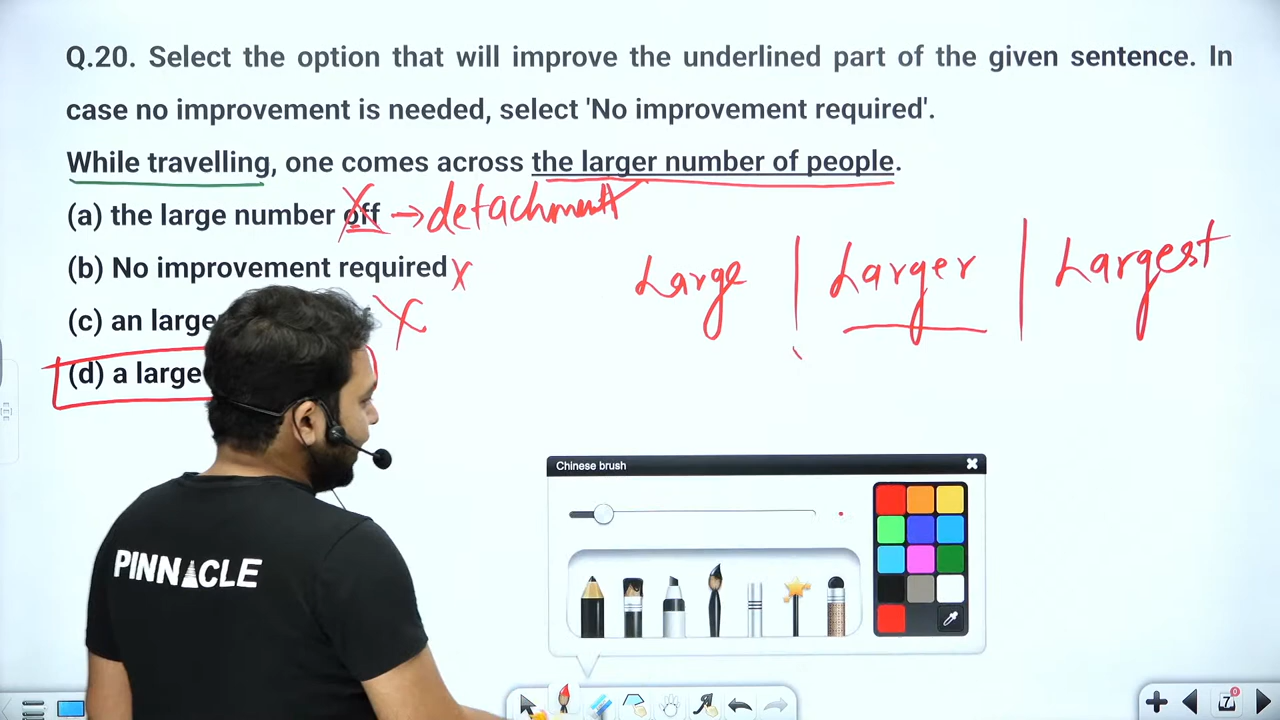 Q.20. Select the option that will improve the underlined part of the given sentence. In
case no improvement is needed, select 'No improvement required'.
While travelling, one comes across the larger number of people.
(a) the large number off → detachment
(b) No improvement required x
(c) an large
(d) a large
Large | Larger | Largest
Chinese brush
PINNACLE
7
0